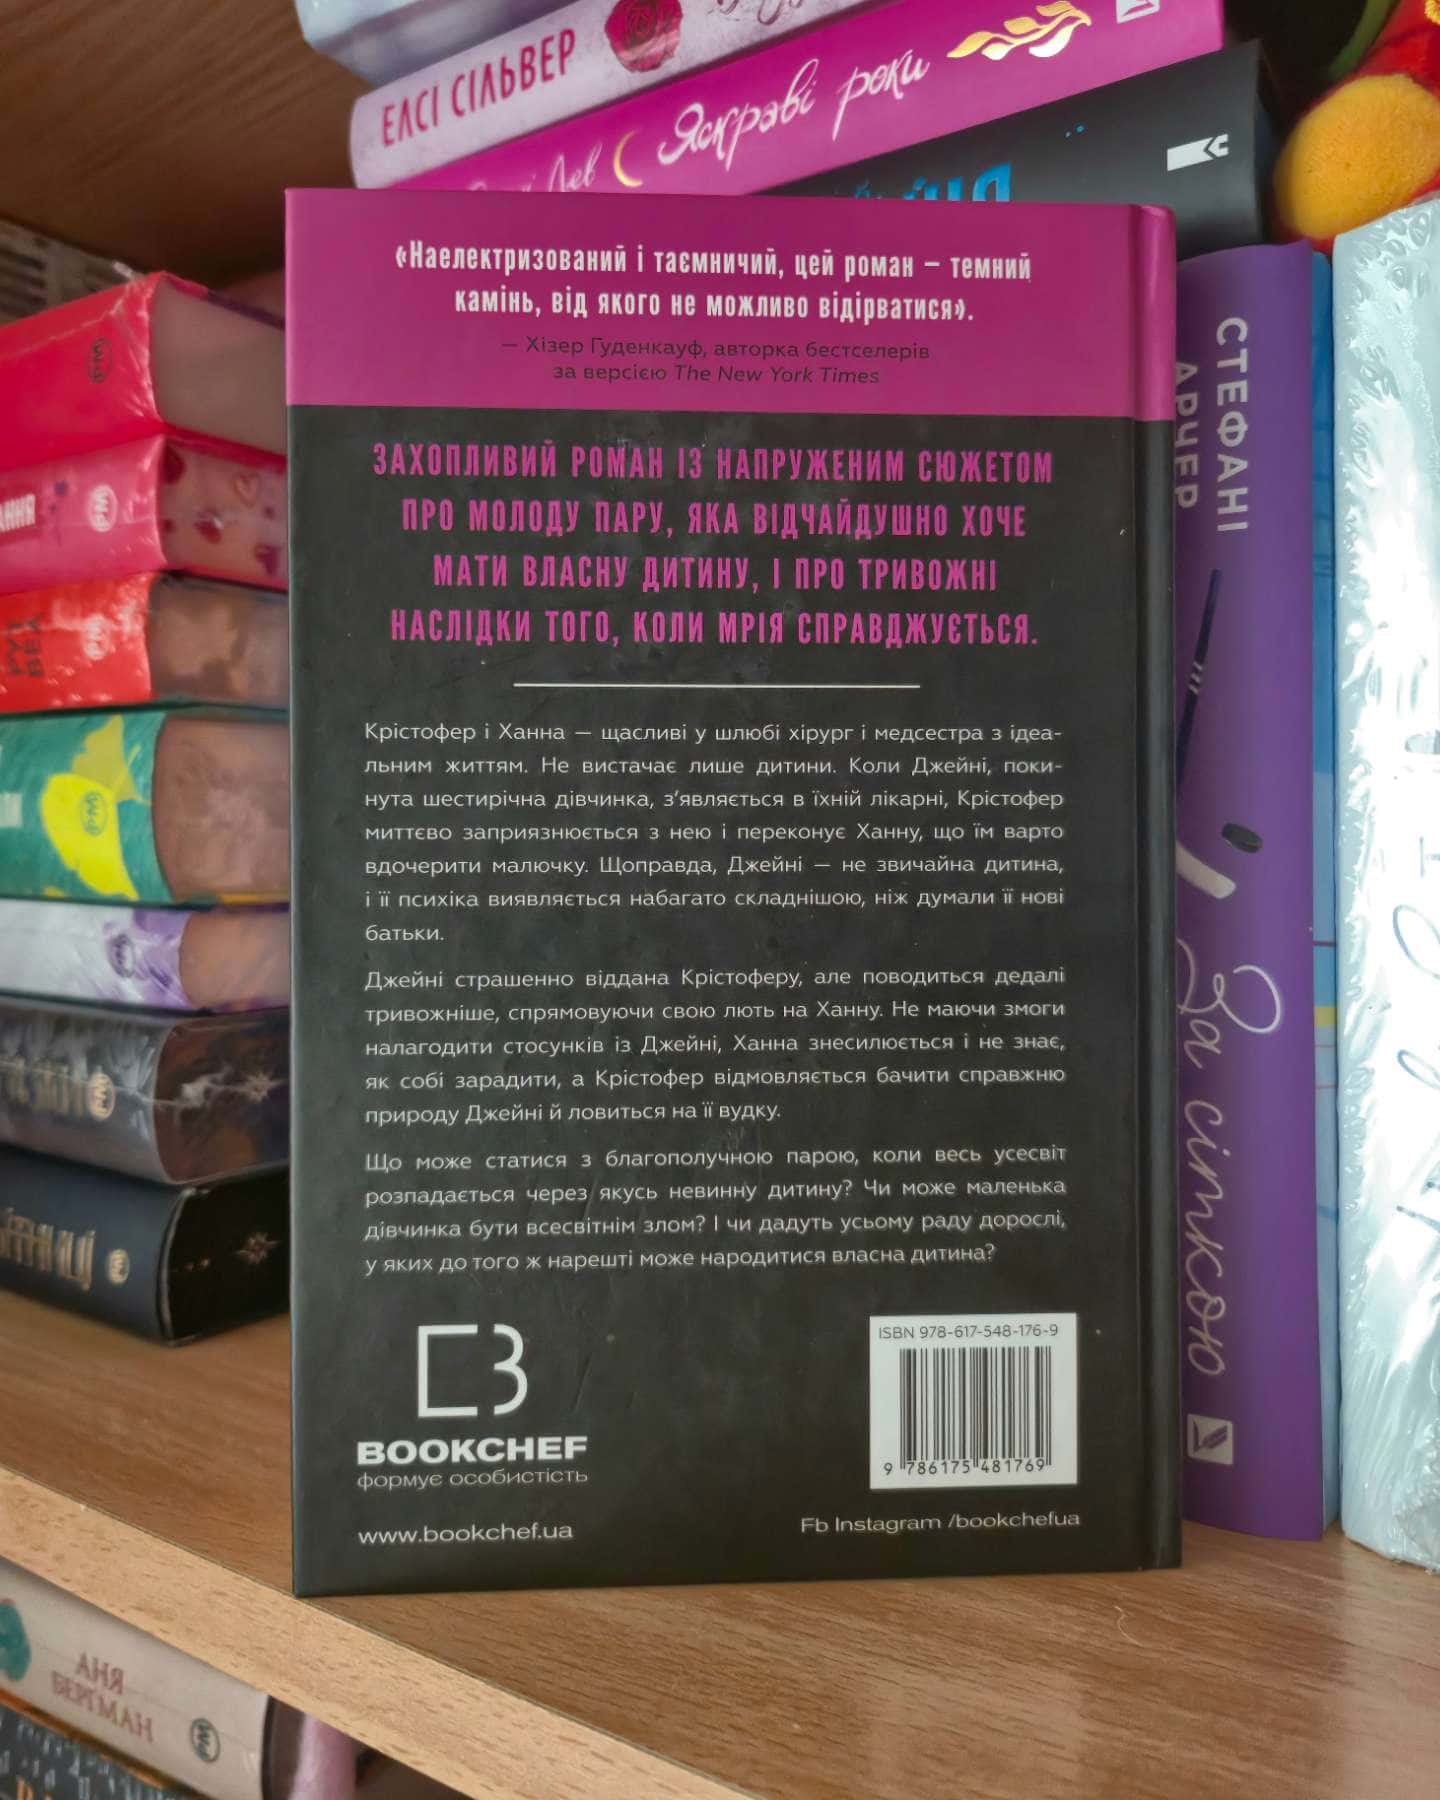 ЕЛСІ СІЛЬВЕР
Лев Яскраві роки
«Наелектризований і таємничий, цей роман – темний
камінь, від якого не можливо відірватися».
— Хізер Гуденкауф, авторка бестселерів
за версією The New York Times
ЗАХОПЛИВИЙ РОМАН ІЗ НАПРУЖЕНИМ СЮЖЕТОМ
ПРО МОЛОДУ ПАРУ, ЯКА ВІДЧАЙДУШНО ХОЧЕ
МАТИ ВЛАСНУ ДИТИНУ, І ПРО ТРИВОЖНІ
НАСЛІДКИ ТОГО, КОЛИ МРІЯ СПРАВДЖУЄТЬСЯ.
Крістофер і Ханна — щасливі у шлюбі хірург і медсестра з ідеа-
льним життям. Не вистачає лише дитини. Коли Джейні, поки-
нута шестирічна дівчинка, з’являється в їхній лікарні, Крістофер
миттєво заприязнюється з нею і переконує Ханну, що їм варто
вдочерити малючку. Щоправда, Джейні — не звичайна дитина,
і її психіка виявляється набагато складнішою, ніж думали її нові
батьки.
Джейні страшенно віддана Крістоферу, але поводиться дедалі
тривожніше, спрямовуючи свою лють на Ханну. Не маючи змоги
налагодити стосунків із Джейні, Ханна знесилюється і не знає,
як собі зарадити, а Крістофер відмовляється бачити справжню
природу Джейні й ловиться на її вудку.
Що може статися з благополучною парою, коли весь усесвіт
розпадається через якусь невинну дитину? Чи може маленька
дівчинка бути всесвітнім злом? І чи дадуть усьому раду дорослі,
у яких до того ж нарешті може народитися власна дитина?
ISBN 978-617-548-176-9
9 786175 481769
BOOKCHEF
формує особистість
www.bookchef.ua
Fb Instagram /bookchefua
СТЕФАНІ
АРЧЕР
За сіткою
РУТ
ВЕА
АНЯ
БЕРГМАН